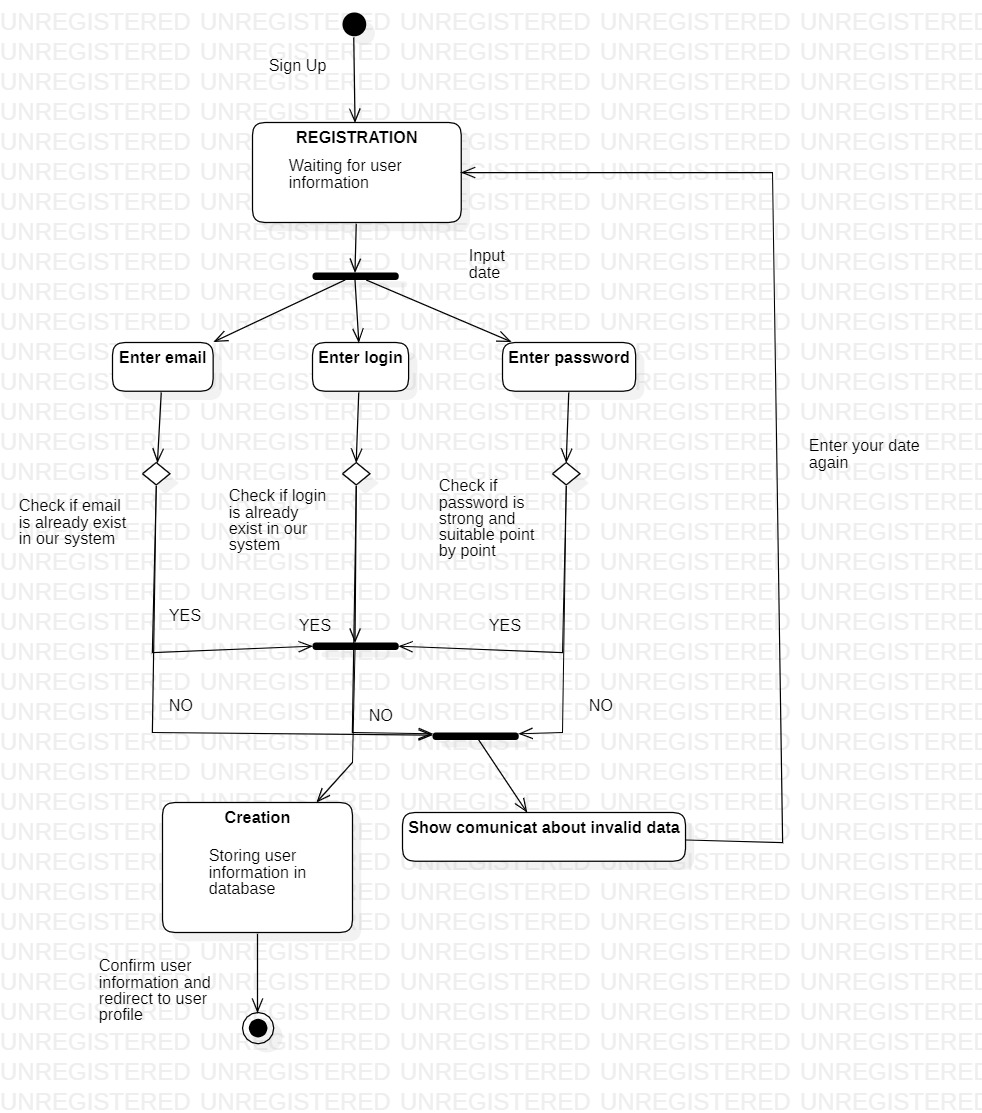 Sign Up
REGISTRATION
Waiting for user
information
Input
date
Enter email
Enter login
Enter password
Enter your date
again
Check if email
is already exist
in our system
Check if login
is already
exist in our
system
Check if
password is
strong and
suitable point
by point
YES
YES
YES
NO
NO
NO
Creation
Storing user
information in
database
Show comunicat about invalid data
Confirm user
information and
redirect to user
profile
UNREGISTERED